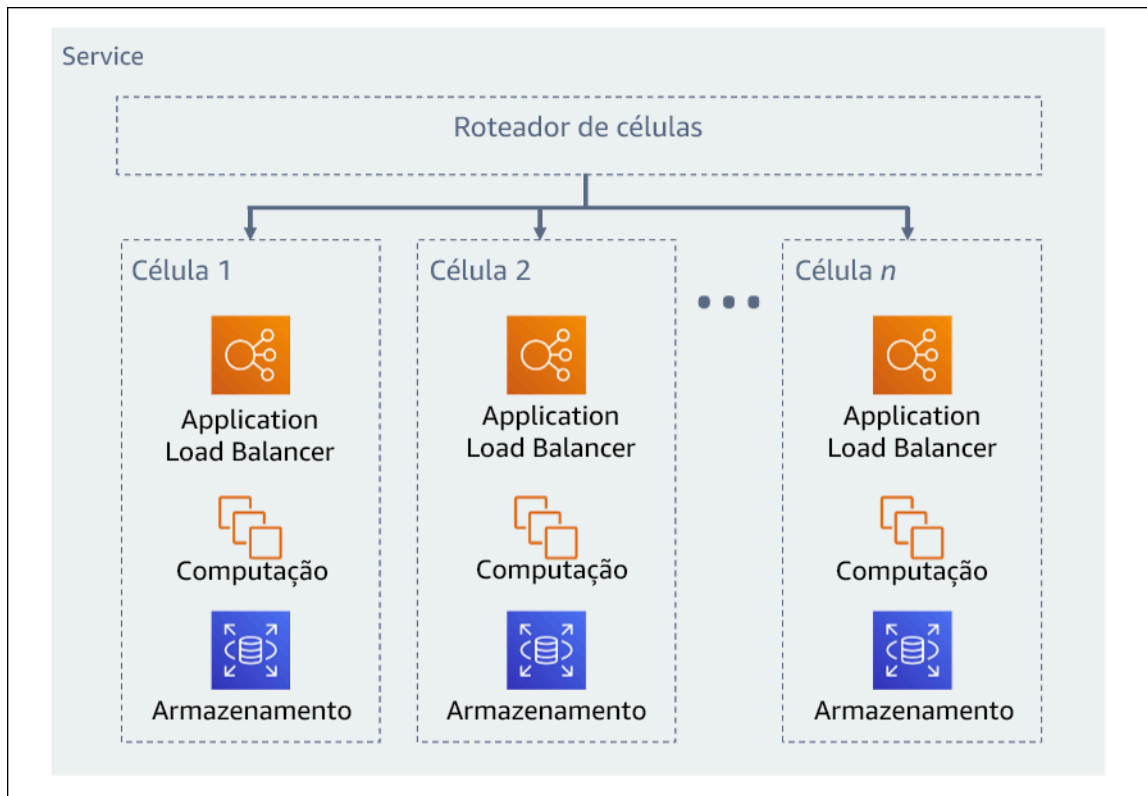 Service
Roteador de células
Célula 1
Célula 2
Célula n
Application
Load Balancer
Application
Load Balancer
Application
Load Balancer
Computação
Computação
Computação
Armazenamento
Armazenamento
Armazenamento